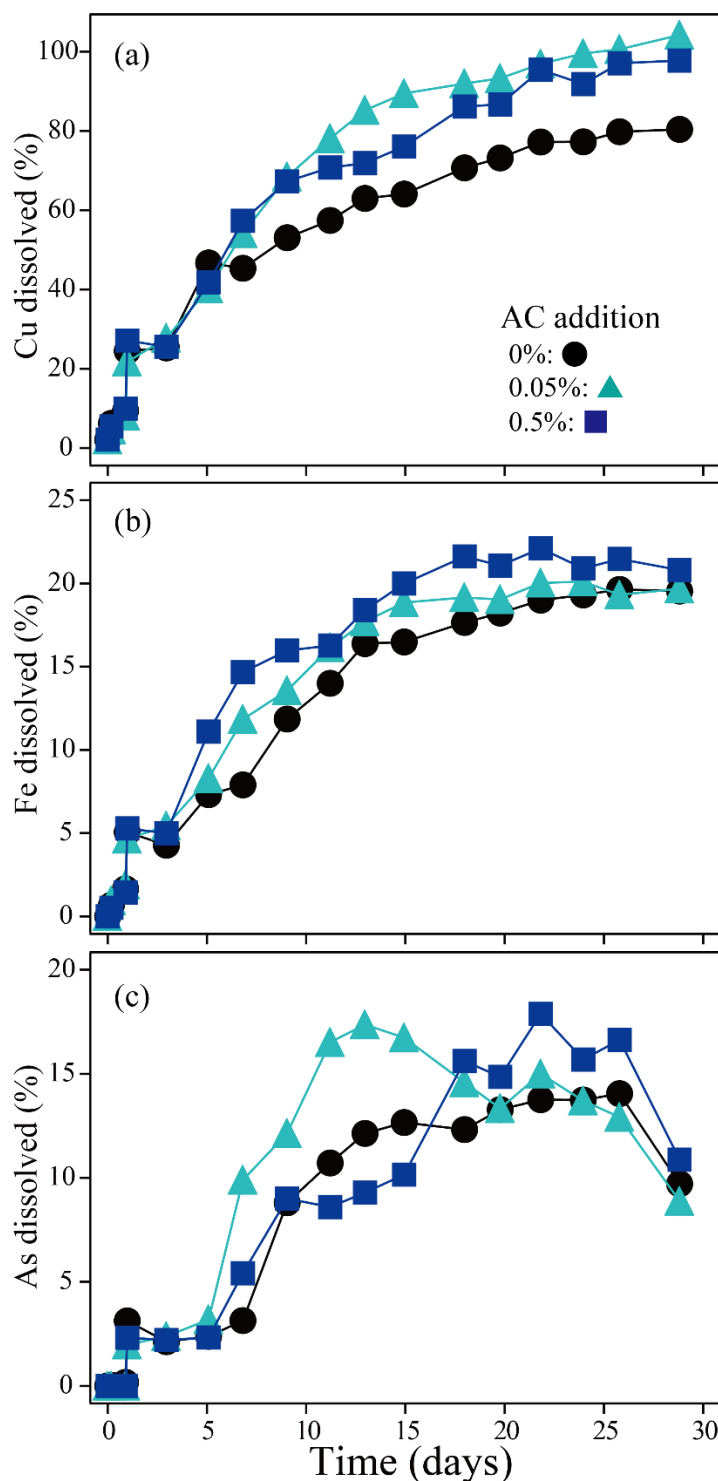 (a)
100
80
60
40
20
0
Cu dissolved (%)
AC addition
0%:
0.05%:
0.5%:
(b)
25
20
15
10
5
0
Fe dissolved (%)
(c)
20
15
10
5
0
As dissolved (%)
0 5 10 15 20 25 30
Time (days)